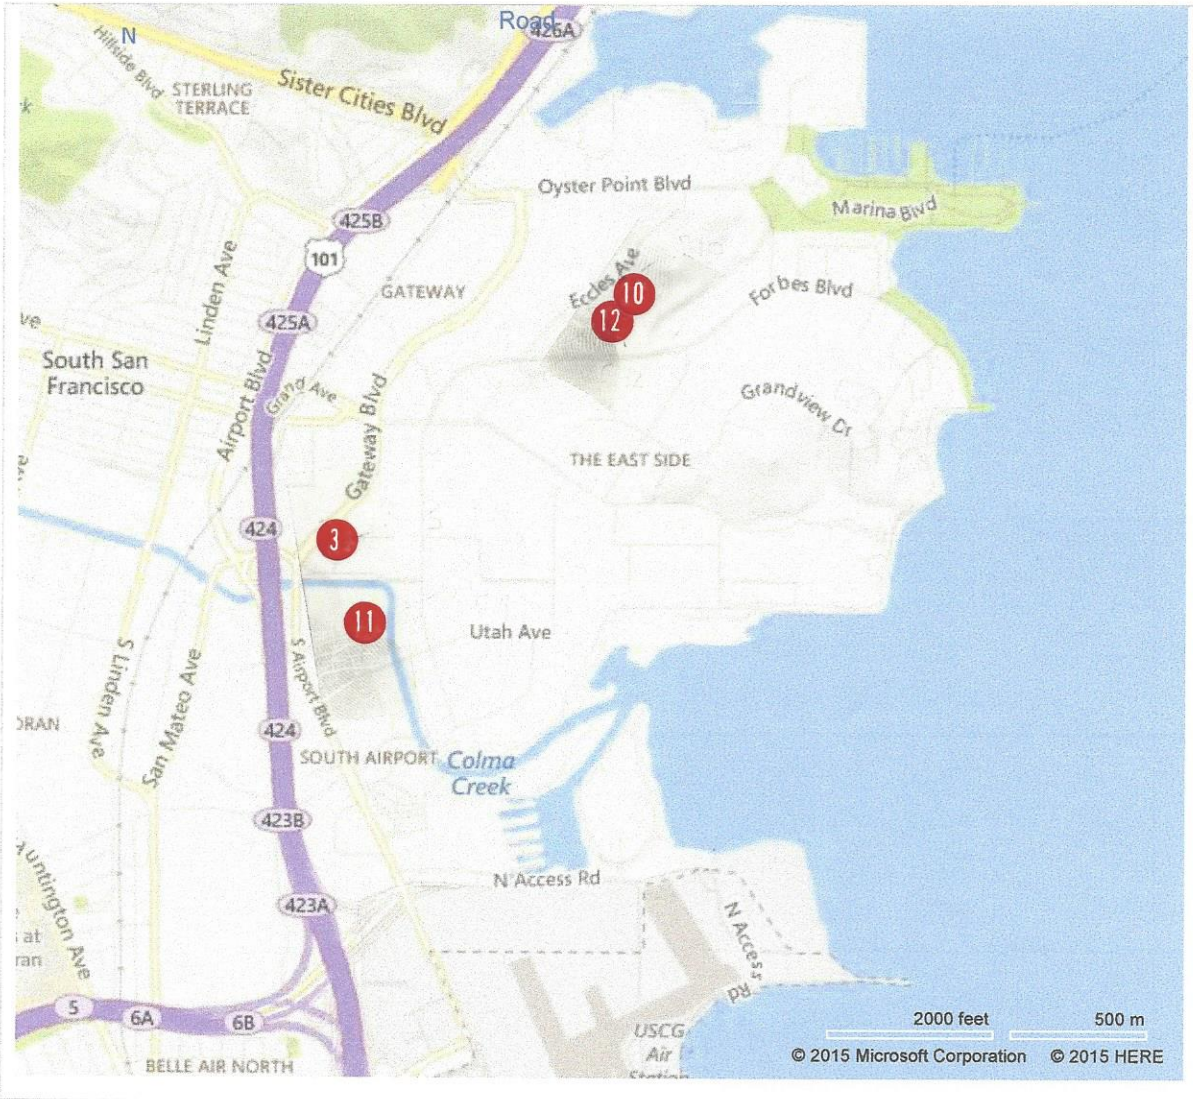 N
Road
426A
Hillside Blvd
STERLING
TERRACE
Sister Cities Blvd
Oyster Point Blvd
Marina Blvd
425B
101
Linden Ave
GATEWAY
Eccles Ave
10
12
Forbes Blvd
425A
ve
South San
Francisco
Airport Blvd
Grand Ave
Gateway Blvd
Grandview Dr
THE EAST SIDE
424
3
11
Utah Ave
S Linden Ave
San Mateo Ave
S Airport Blvd
424
SOUTH AIRPORT
Colma
Creek
423B
N Access Rd
423A
N Access Rd
at
5
6A
6B
USCG
Air
Station
BELLE AIR NORTH
2000 feet
500 m
© 2015 Microsoft Corporation © 2015 HERE